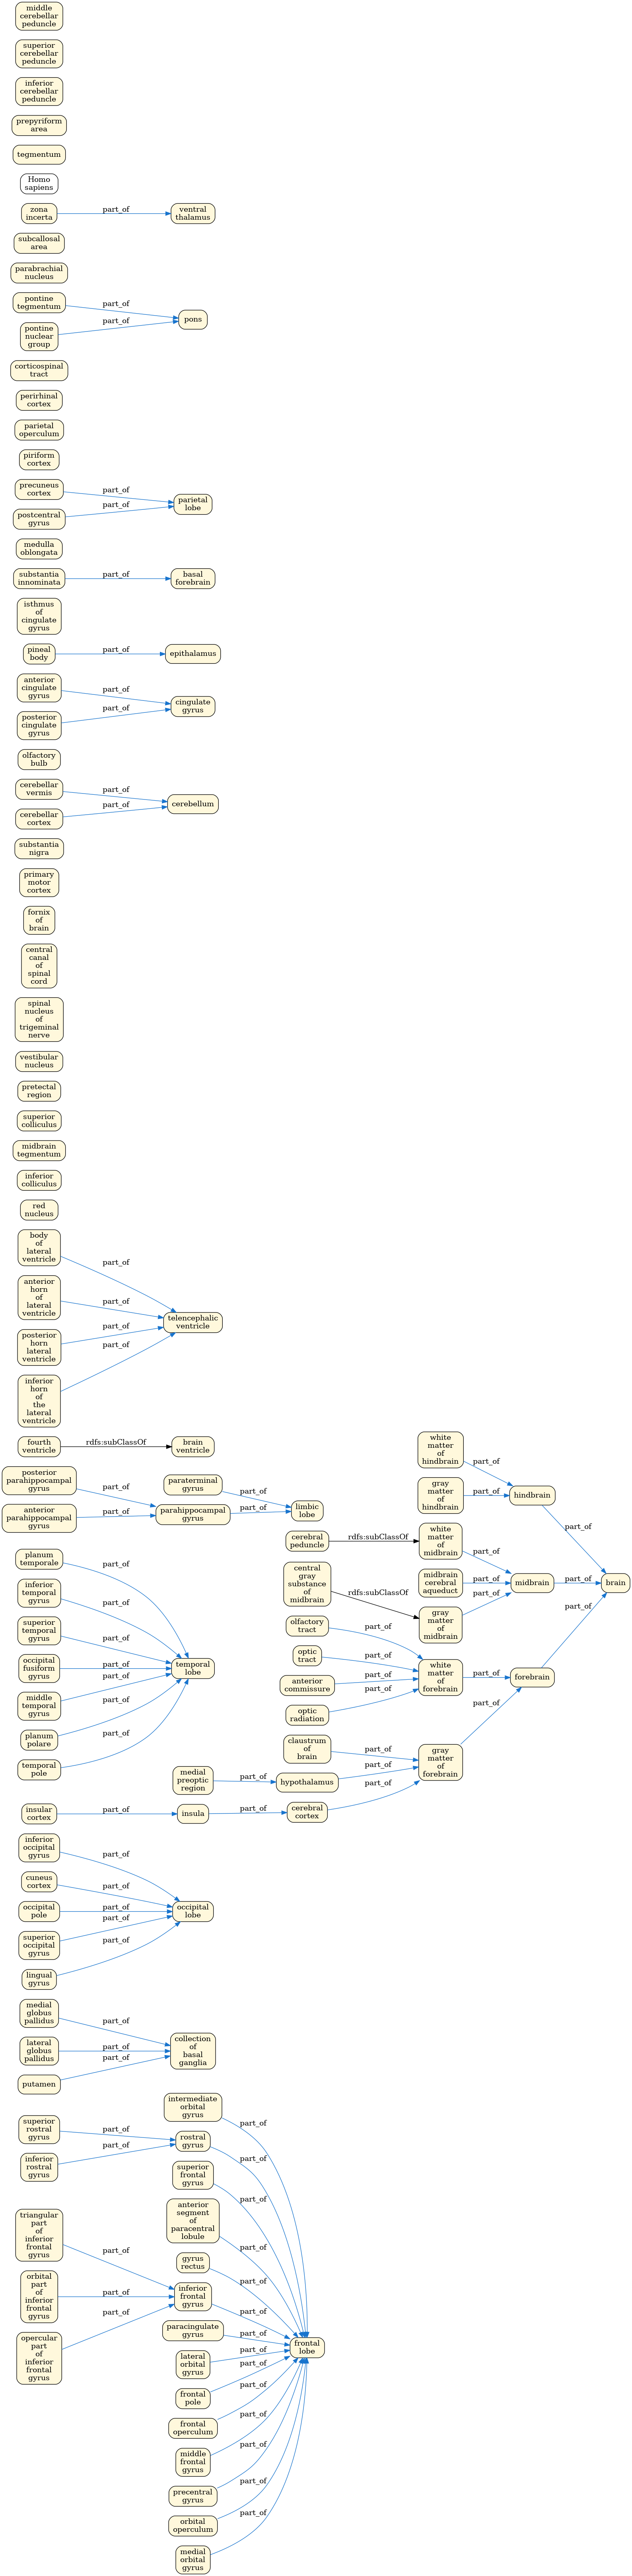 middle
cerebellar
peduncle
superior
cerebellar
peduncle
inferior
cerebellar
peduncle
prepyriform
area
tegmentum
Homo
sapiens
zona
incerta
part_of
ventral
thalamus
subcallosal
area
parabrachial
nucleus
pontine
tegmentum
part_of
pontine
nuclear
group
part_of
pons
corticospinal
tract
perirhinal
cortex
parietal
operculum
piriform
cortex
precuneus
cortex
part_of
postcentral
gyrus
part_of
parietal
lobe
medulla
oblongata
substantia
innominata
part_of
basal
forebrain
isthmus
of
cingulate
gyrus
pineal
body
part_of
epithalamus
anterior
cingulate
gyrus
part_of
posterior
cingulate
gyrus
part_of
cingulate
gyrus
olfactory
bulb
cerebellar
vermis
part_of
cerebellar
cortex
part_of
cerebellum
substantia
nigra
primary
motor
cortex
fornix
of
brain
central
canal
of
spinal
cord
spinal
nucleus
of
trigeminal
nerve
vestibular
nucleus
pretectal
region
superior
colliculus
midbrain
tegmentum
inferior
colliculus
red
nucleus
body
of
lateral
ventricle
part_of
anterior
horn
of
lateral
ventricle
part_of
posterior
horn
lateral
ventricle
part_of
inferior
horn
of
the
lateral
ventricle
part_of
telencephalic
ventricle
fourth
ventricle
rdfs:subClassOf
brain
ventricle
posterior
parahippocampal
gyrus
part_of
anterior
parahippocampal
gyrus
part_of
paraterminal
gyrus
part_of
parahippocampal
gyrus
part_of
limbic
lobe
white
matter
of
hindbrain
part_of
gray
matter
of
hindbrain
part_of
hindbrain
part_of
cerebral
peduncle
rdfs:subClassOf
white
matter
of
midbrain
part_of
central
gray
substance
of
midbrain
rdfs:subClassOf
midbrain
cerebral
aqueduct
part_of
gray
matter
of
midbrain
part_of
midbrain
part_of
brain
planum
temporale
part_of
inferior
temporal
gyrus
part_of
superior
temporal
gyrus
part_of
occipital
fusiform
gyrus
part_of
middle
temporal
gyrus
part_of
planum
polare
part_of
temporal
pole
part_of
temporal
lobe
olfactory
tract
part_of
optic
tract
part_of
anterior
commissure
part_of
optic
radiation
part_of
white
matter
of
forebrain
part_of
forebrain
part_of
claustrum
of
brain
part_of
medial
preoptic
region
part_of
hypothalamus
part_of
gray
matter
of
forebrain
part_of
insular
cortex
part_of
insula
part_of
cerebral
cortex
part_of
inferior
occipital
gyrus
part_of
cuneus
cortex
part_of
occipital
pole
part_of
superior
occipital
gyrus
part_of
lingual
gyrus
part_of
occipital
lobe
medial
globus
pallidus
part_of
lateral
globus
pallidus
part_of
putamen
part_of
collection
of
basal
ganglia
intermediate
orbital
gyrus
part_of
superior
rostral
gyrus
part_of
inferior
rostral
gyrus
part_of
rostral
gyrus
part_of
superior
frontal
gyrus
part_of
anterior
segment
of
paracentral
lobule
part_of
gyrus
rectus
part_of
triangular
part
of
inferior
frontal
gyrus
part_of
orbital
part
of
inferior
frontal
gyrus
part_of
opercular
part
of
inferior
frontal
gyrus
part_of
inferior
frontal
gyrus
part_of
paracingulate
gyrus
part_of
lateral
orbital
gyrus
part_of
frontal
pole
part_of
frontal
operculum
part_of
middle
frontal
gyrus
part_of
precentral
gyrus
part_of
orbital
operculum
part_of
medial
orbital
gyrus
part_of
frontal
lobe